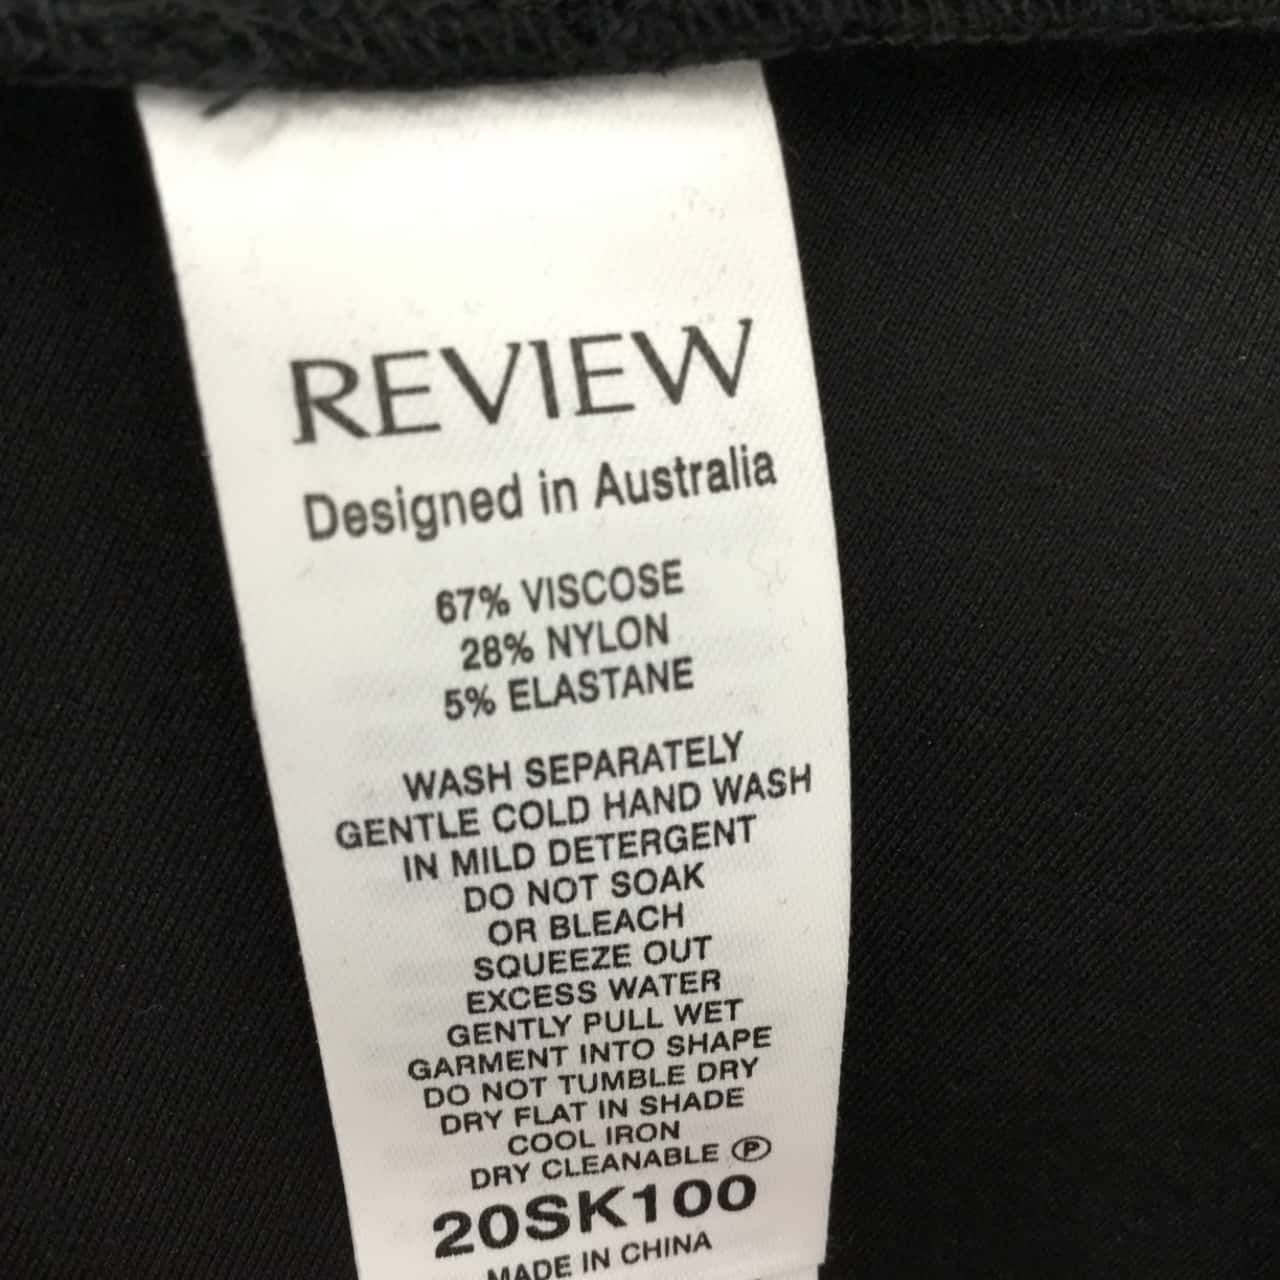 REVIEW
Designed in Australia
67% VISCOSE
28% NYLON
5% ELASTANE
WASH SEPARATELY
GENTLE COLD HAND WASH
IN MILD DETERGENT
DO NOT SOAK
OR BLEACH
SQUEEZE OUT
EXCESS WATER
GENTLY PULL WET
GARMENT INTO SHAPE
DO NOT TUMBLE DRY
DRY FLAT IN SHADE
COOL IRON
DRY CLEANABLE Ⓟ
20SK100
MADE IN CHINA